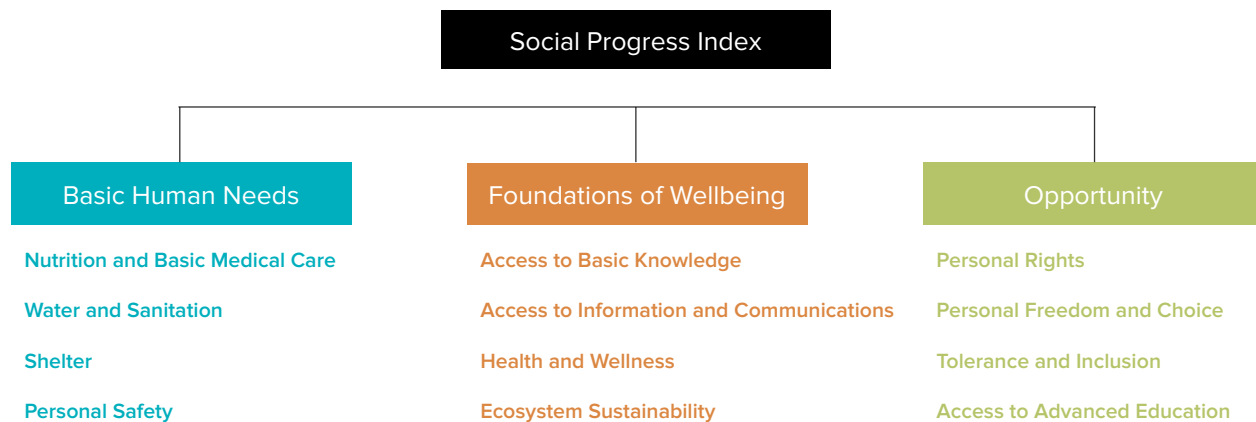 Social Progress Index
Basic Human Needs
Nutrition and Basic Medical Care
Water and Sanitation
Shelter
Personal Safety
Foundations of Wellbeing
Access to Basic Knowledge
Access to Information and Communications
Health and Wellness
Ecosystem Sustainability
Opportunity
Personal Rights
Personal Freedom and Choice
Tolerance and Inclusion
Access to Advanced Education